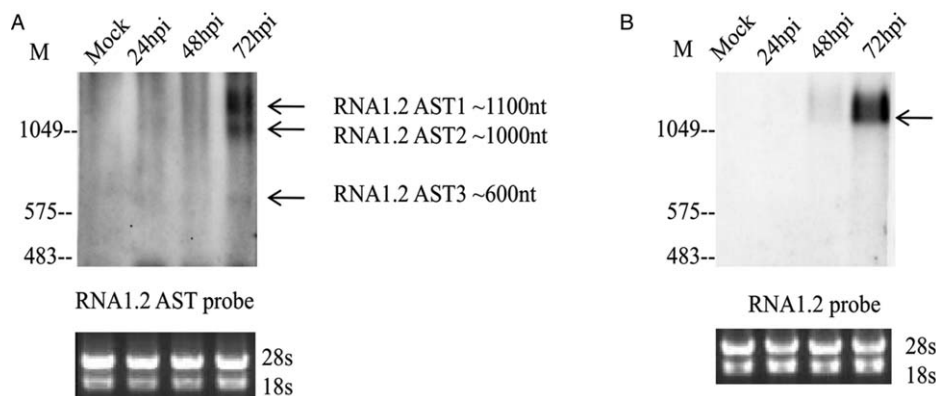 A
B
M
Mock
24hpi
48hpi
72hpi
1049--
575--
483--
RNA1.2 AST1 ~1100nt
RNA1.2 AST2 ~1000nt
RNA1.2 AST3 ~600nt
RNA1.2 AST probe
28s
18s
M
Mock
24hpi
48hpi
72hpi
1049--
575--
483--
RNA1.2 probe
28s
18s